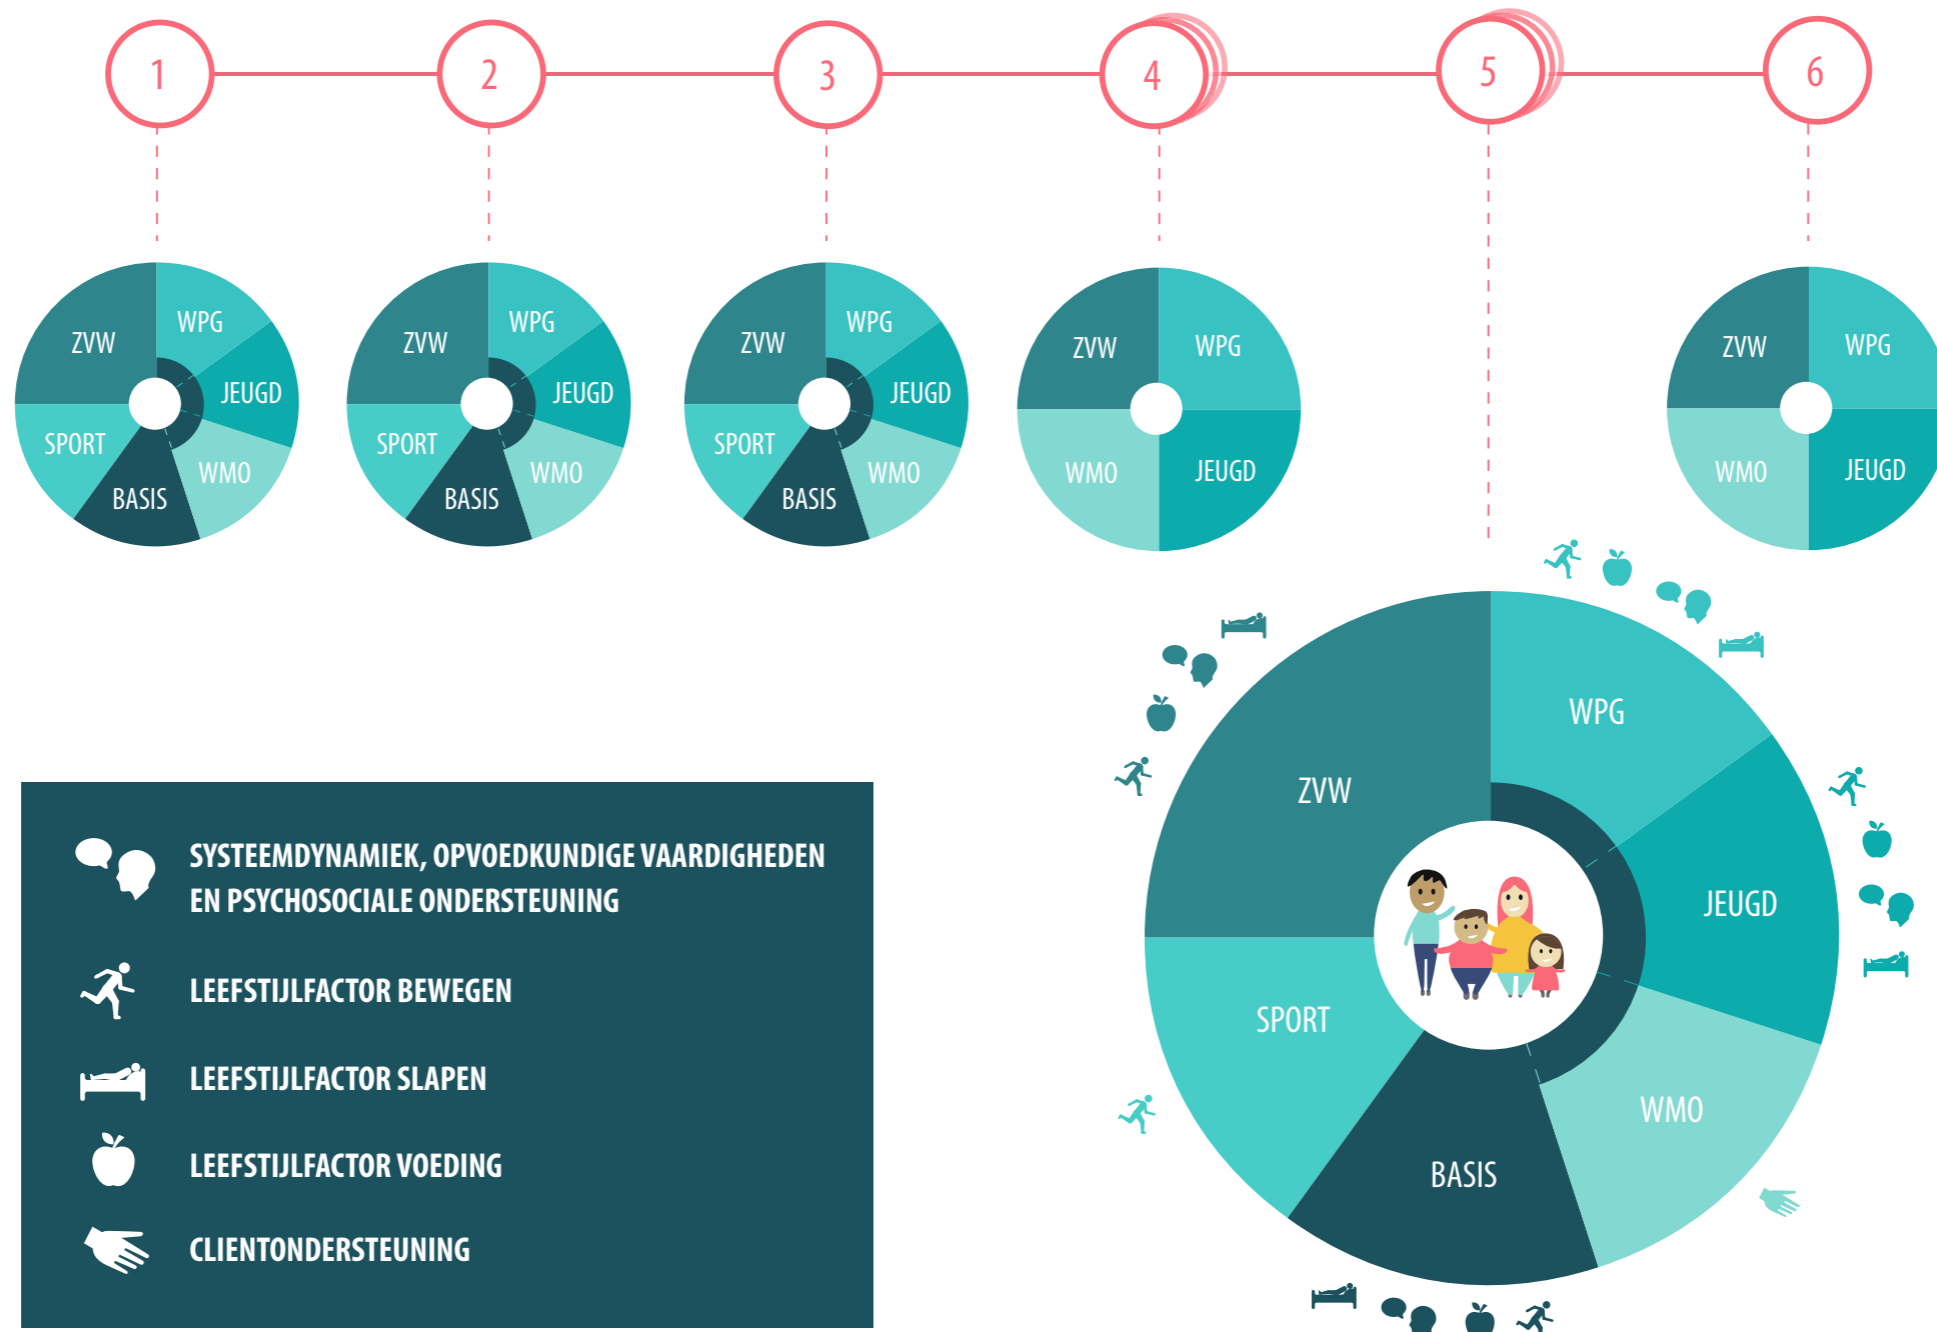 1
2
3
4
5
6
ZVW
WPG
JEUGD
WMO
BASIS
SPORT
ZVW
WPG
JEUGD
WMO
BASIS
SPORT
ZVW
WPG
JEUGD
WMO
BASIS
SPORT
ZVW
WPG
WMO
JEUGD
ZVW
WPG
WMO
JEUGD
ZVW
WPG
JEUGD
WMO
BASIS
SPORT
SYSTEEMDYNAMIEK, OPVOEDKUNDIGE VAARDIGHEDEN
EN PSYCHOSOCIALE ONDERSTEUNING
LEEFSTIJLFACTOR BEWEGEN
LEEFSTIJLFACTOR SLAPEN
LEEFSTIJLFACTOR VOEDING
CLIENTONDERSTEUNING